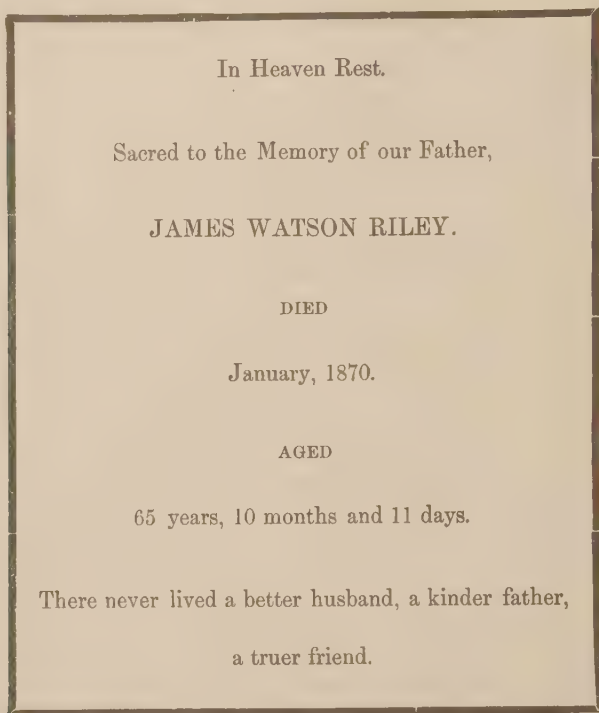 In Heaven Rest.
Sacred to the Memory of our Father,
JAMES WATSON RILEY.
DIED
January, 1870.
AGED
65 years, 10 months and 11 days.
There never lived a better husband, a kinder father,
a truer friend.